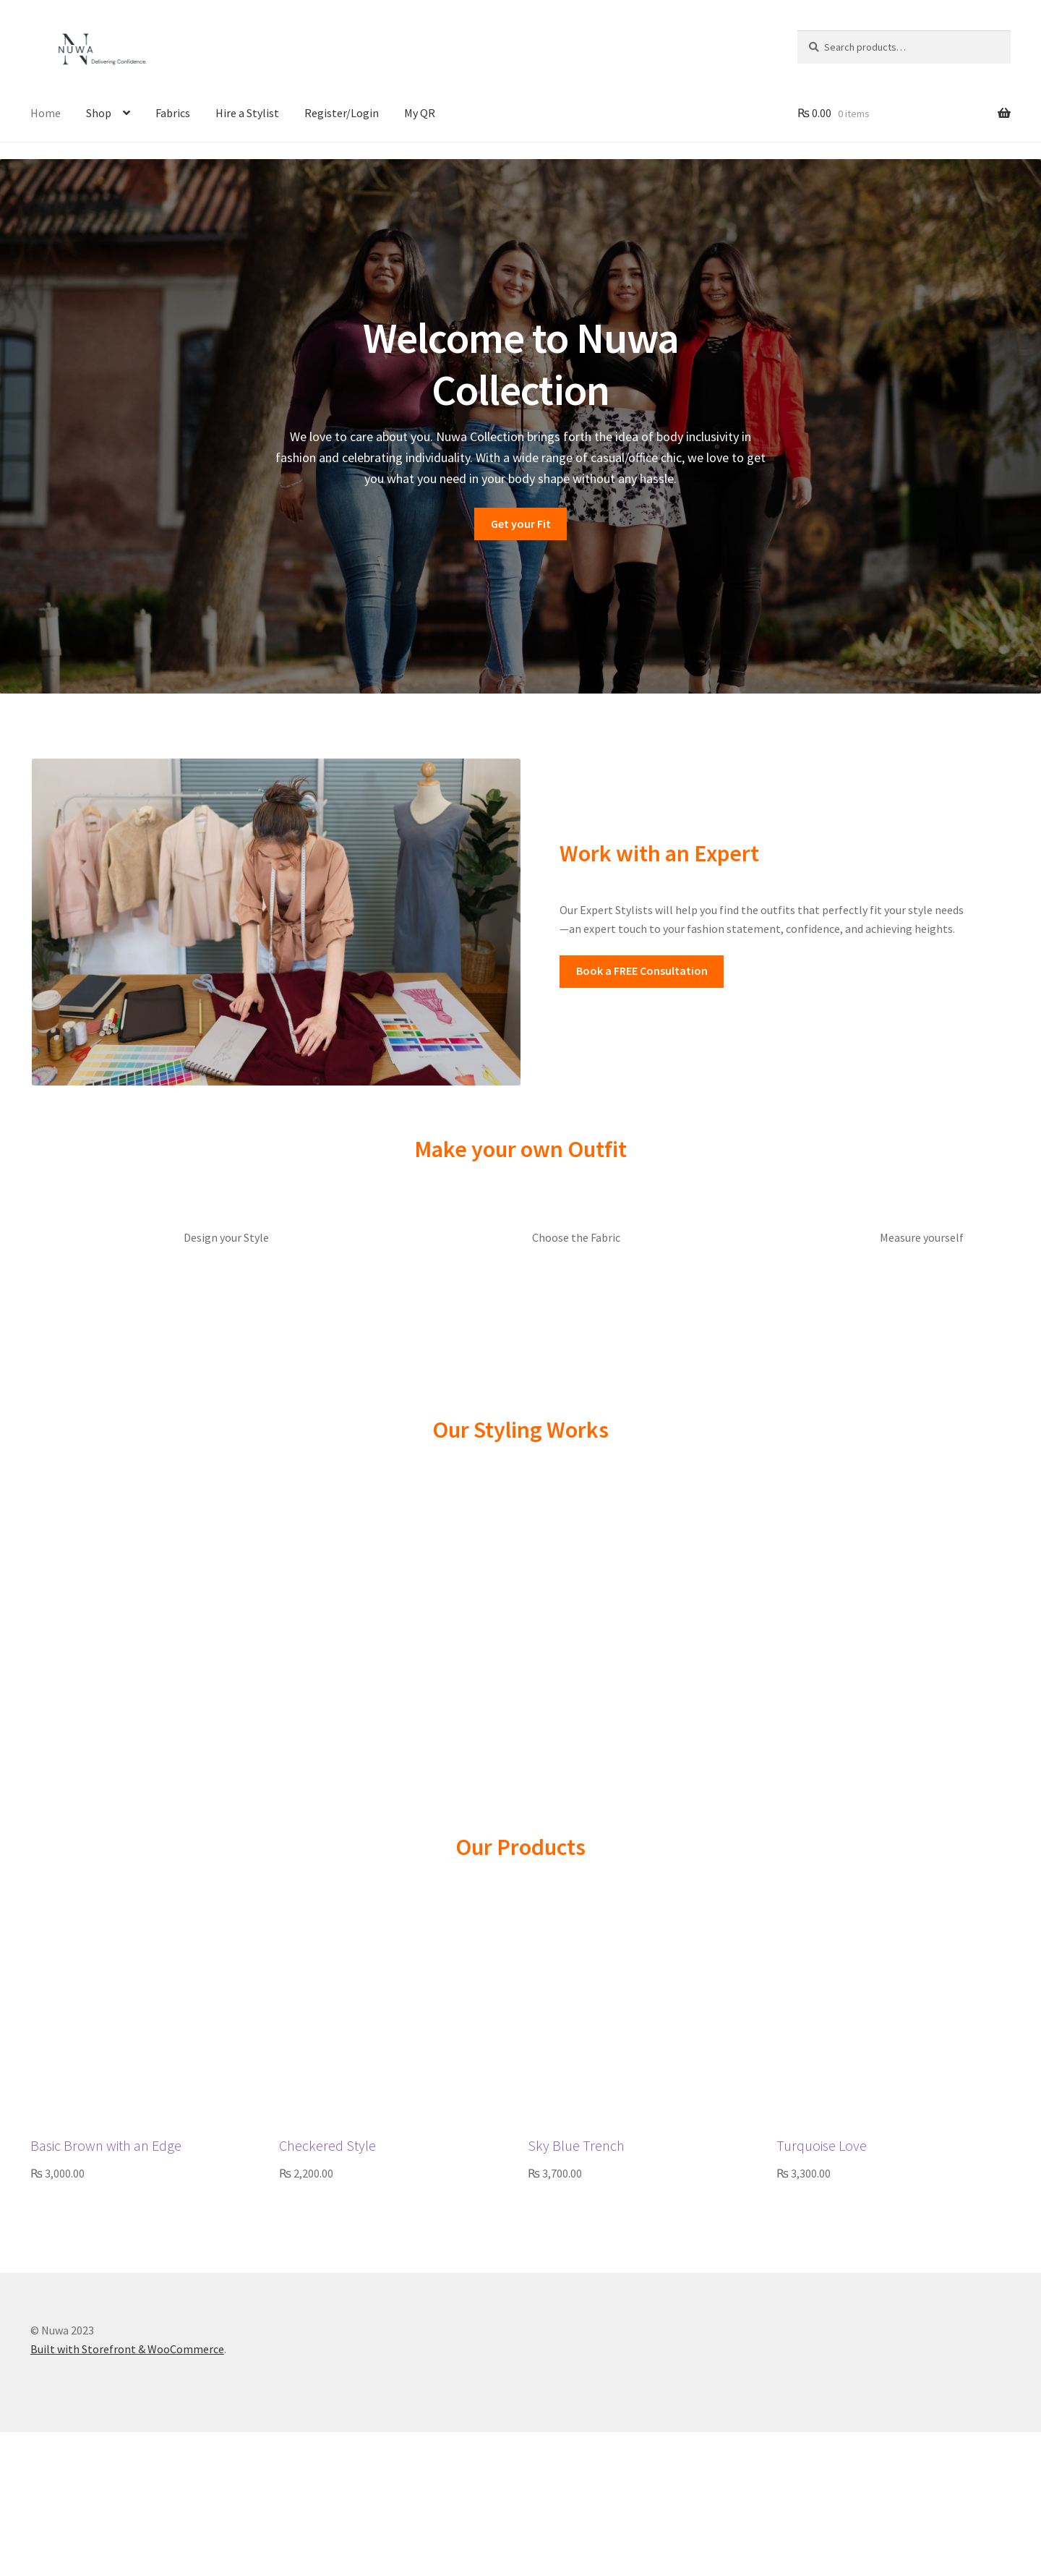 NUWA
Delivering Confidence.
Search products…
Home Shop Fabrics Hire a Stylist Register/Login My QR
₨ 0.00 0 items
Welcome to Nuwa
Collection
We love to care about you. Nuwa Collection brings forth the idea of body inclusivity in
fashion and celebrating individuality. With a wide range of casual/office chic, we love to get
you what you need in your body shape without any hassle.
Get your Fit
Work with an Expert
Our Expert Stylists will help you find the outfits that perfectly fit your style needs
—an expert touch to your fashion statement, confidence, and achieving heights.
Book a FREE Consultation
Make your own Outfit
Design your Style
Choose the Fabric
Measure yourself
Our Styling Works
Our Products
Basic Brown with an Edge
₨ 3,000.00
Checkered Style
₨ 2,200.00
Sky Blue Trench
₨ 3,700.00
Turquoise Love
₨ 3,300.00
© Nuwa 2023
Built with Storefront & WooCommerce.